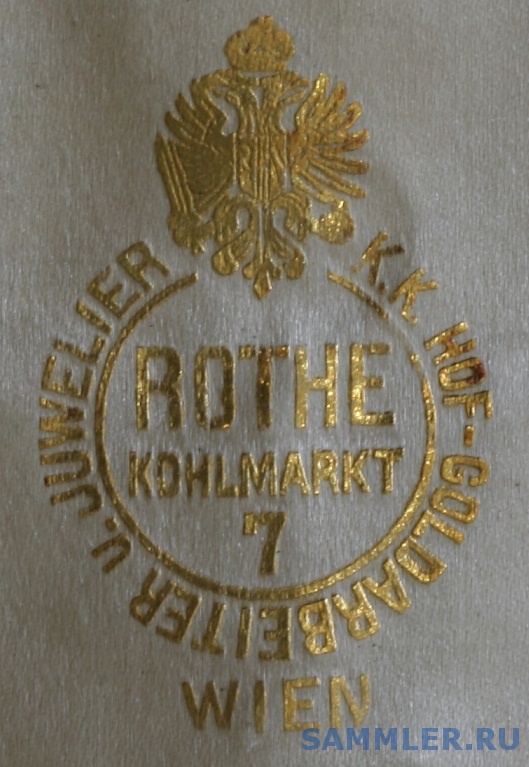 K.K. HOF-GOLDARBEITER U. JUWELIER
ROTHE
KOHLMARKT
7
WIEN
SAMMLER.RU